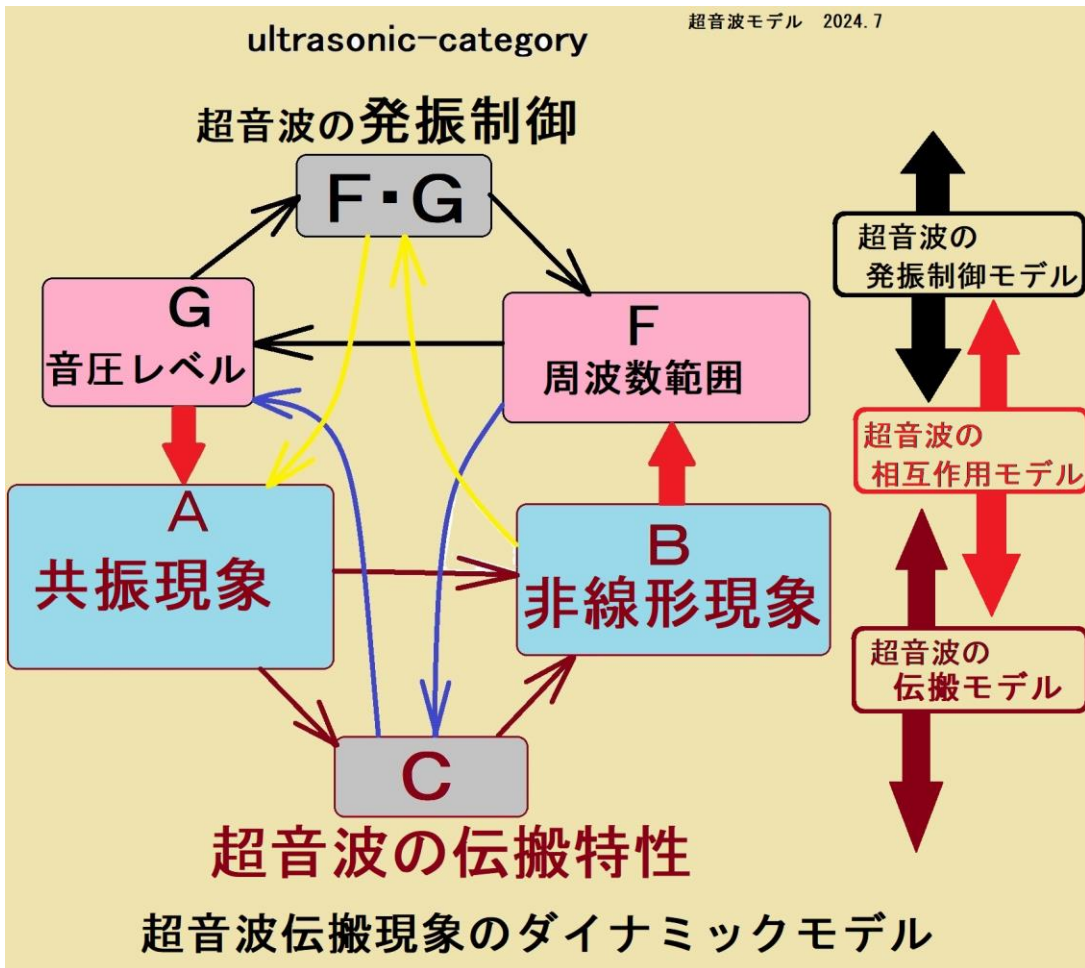 超音波モデル 2024.7
ultrasonic-category
超音波の発振制御
F・G
G
音圧レベル
F
周波数範囲
A
共振現象
B
非線形現象
C
超音波の伝搬特性
超音波の
発振制御モデル
超音波の
相互作用モデル
超音波の
伝搬モデル
超音波伝搬現象のダイナミックモデル